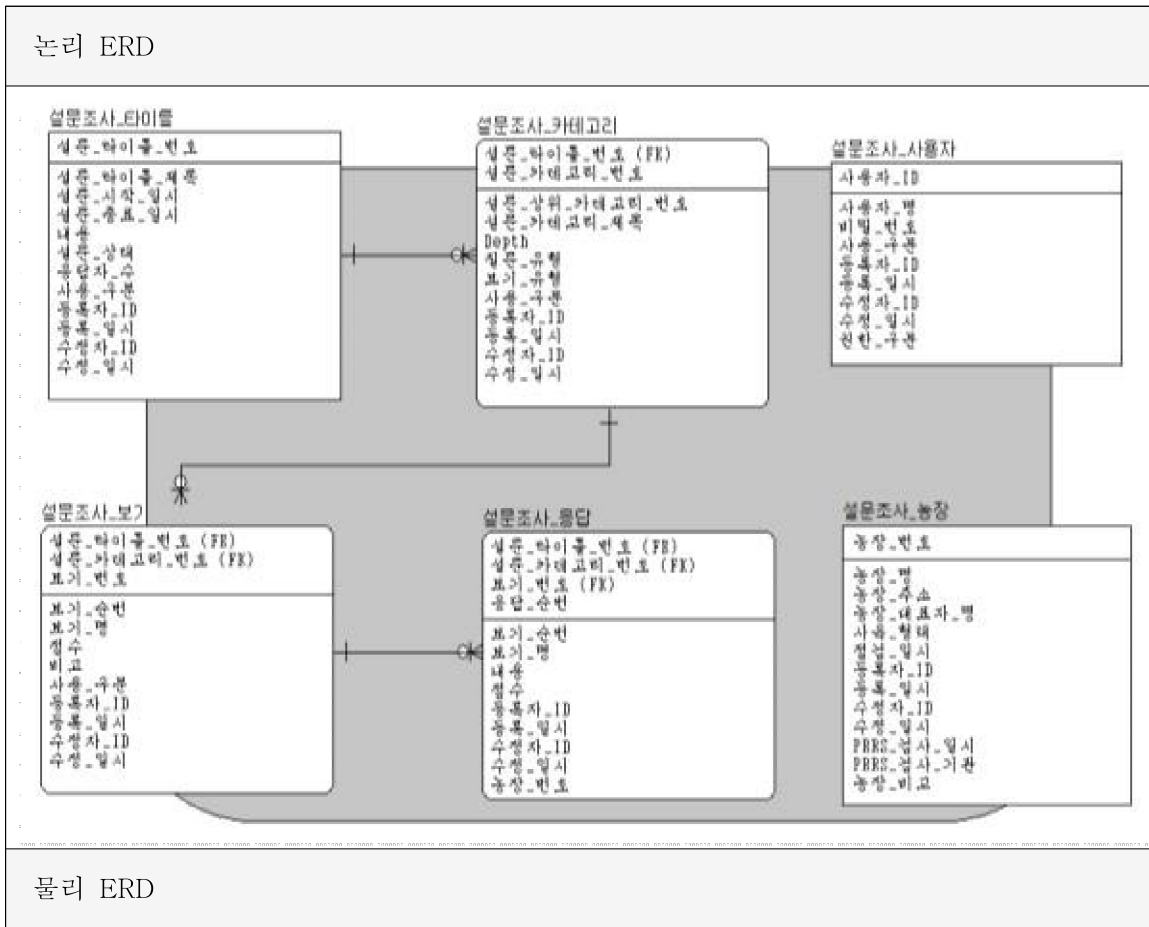 논리 ERD
설문조사_타이틀
설문_타이틀_번호
설문_타이틀_제목
설문_시작_일시
설문_종료_일시
내용
설문_상태
응답자_수
사용_구분
등록자_ID
등록_일시
수정자_ID
수정_일시
설문조사_카테고리
설문_타이틀_번호 (FK)
설문_카테고리_번호
설문_상위_카테고리_번호
설문_카테고리_제목
Depth
설문_유형
보기_유형
사용_구분
등록자_ID
등록_일시
수정자_ID
수정_일시
설문조사_사용자
사용자_ID
사용자_명
비밀_번호
사용_구분
등록자_ID
등록_일시
수정자_ID
수정_일시
권한_구분
설문조사_보기
설문_타이틀_번호 (FK)
설문_카테고리_번호 (FK)
보기_번호
보기_순번
보기_명
점수
비고
사용_구분
등록자_ID
등록_일시
수정자_ID
수정_일시
설문조사_응답
설문_타이틀_번호 (FK)
설문_카테고리_번호 (FK)
보기_번호 (FK)
응답_순번
보기_순번
보기_명
내용
점수
등록자_ID
등록_일시
수정자_ID
수정_일시
농장_번호
설문조사_농장
농장_번호
농장_명
농장_주소
농장_대표자_명
사육_형태
점검_일시
등록자_ID
등록_일시
수정자_ID
수정_일시
PRRS_검사_일시
PRRS_검사_기관
농장_비고
물리 ERD